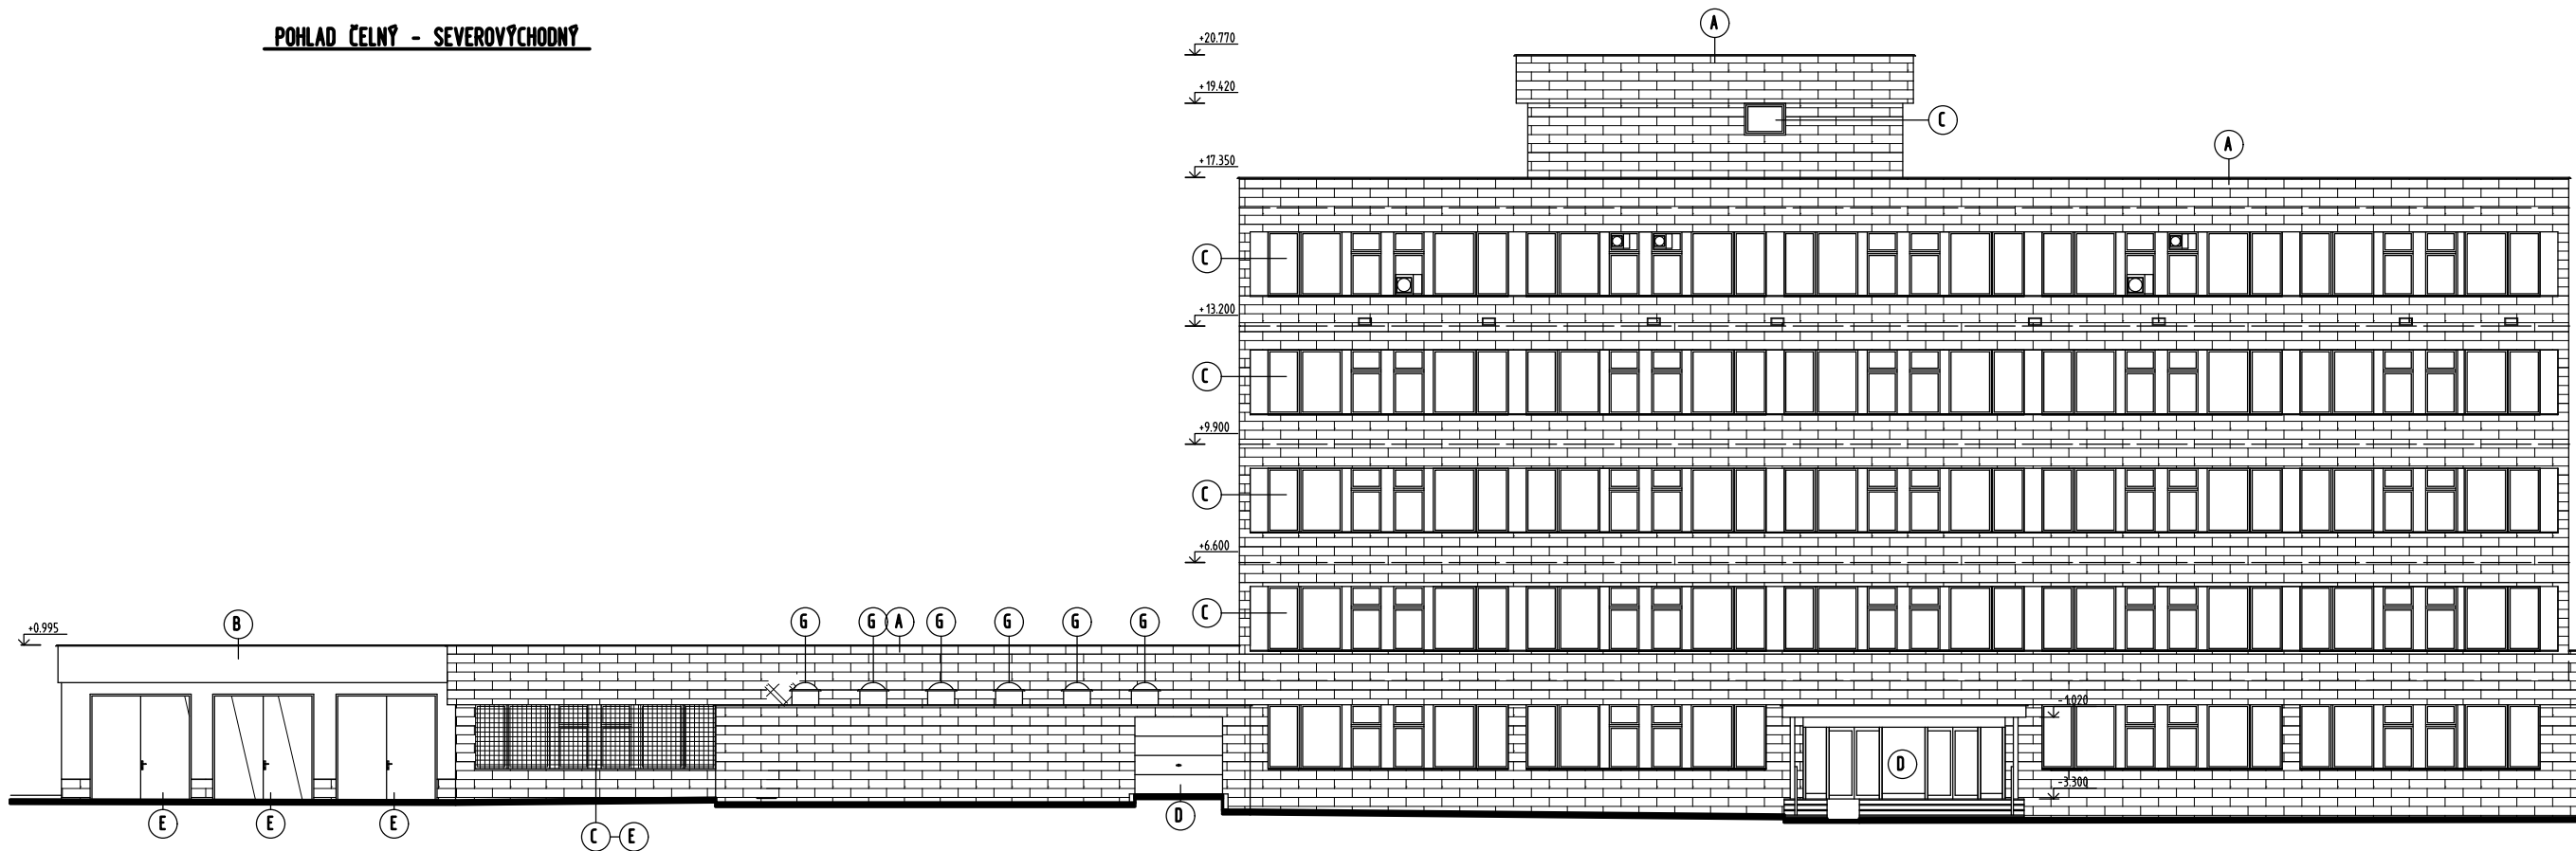 POHLAD ČELNÝ - SEVEROVÝCHODNÝ
A
+20.770
+19.420
C
A
+17.350
C
+13.200
C
+9.900
C
+6.600
C
+0.995
B
G
G
A
G
G
G
G
-1.020
D
-3.300
E
E
E
C
E
D